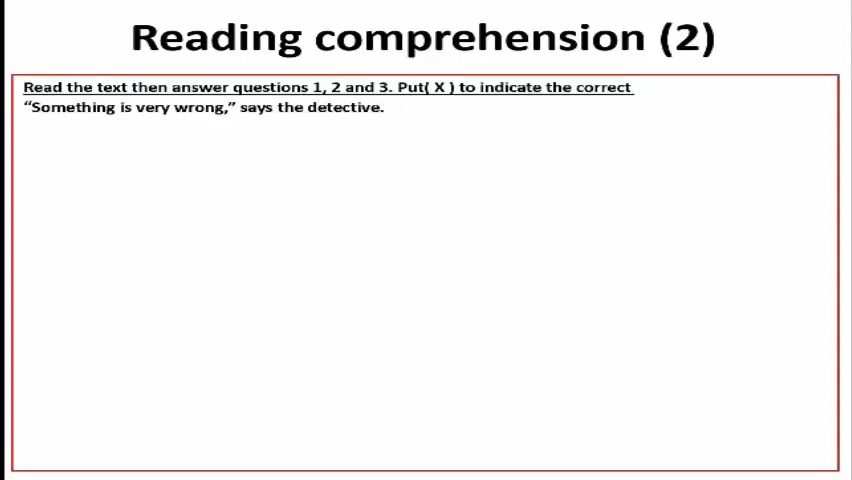 Reading comprehension (2)
Read the text then answer questions 1, 2 and 3. Put( X ) to indicate the correct
“Something is very wrong,” says the detective.